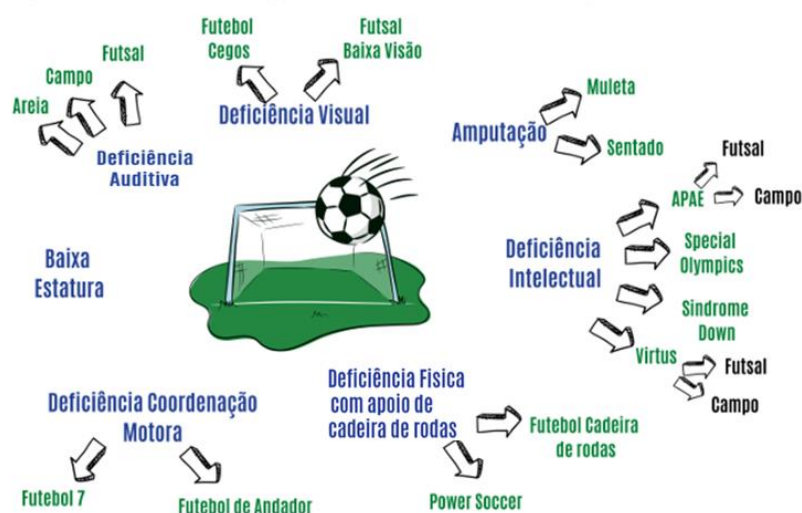 Futebol
Cegos
Futsal
Baixa Visão
Deficiência Visual
Futsal
Campo
Areia
Deficiência
Auditiva
Amputação
Muleta
Sentado
Baixa
Estatura
Deficiência
Intelectual
APAE
Futsal
Campo
Special
Olympics
Sindrome
Down
Virtus
Futsal
Campo
Deficiência Coordenação
Motora
Futebol 7
Futebol de Andador
Deficiência Fisica
com apoio de
cadeira de rodas
Futebol Cadeira
de rodas
Power Soccer